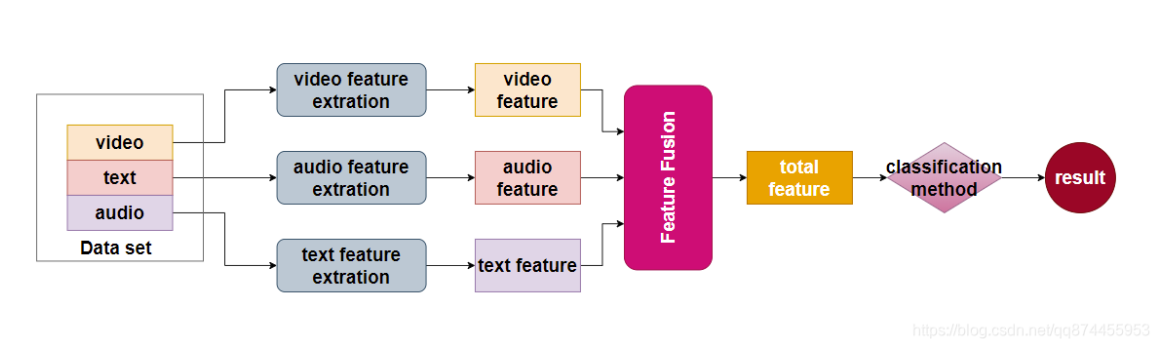 video
text
audio
Data set
video feature
extration
audio feature
extration
text feature
extration
video
feature
audio
feature
text feature
Feature Fusion
total
feature
classification
method
result
https://blog.csdn.net/qq874455953